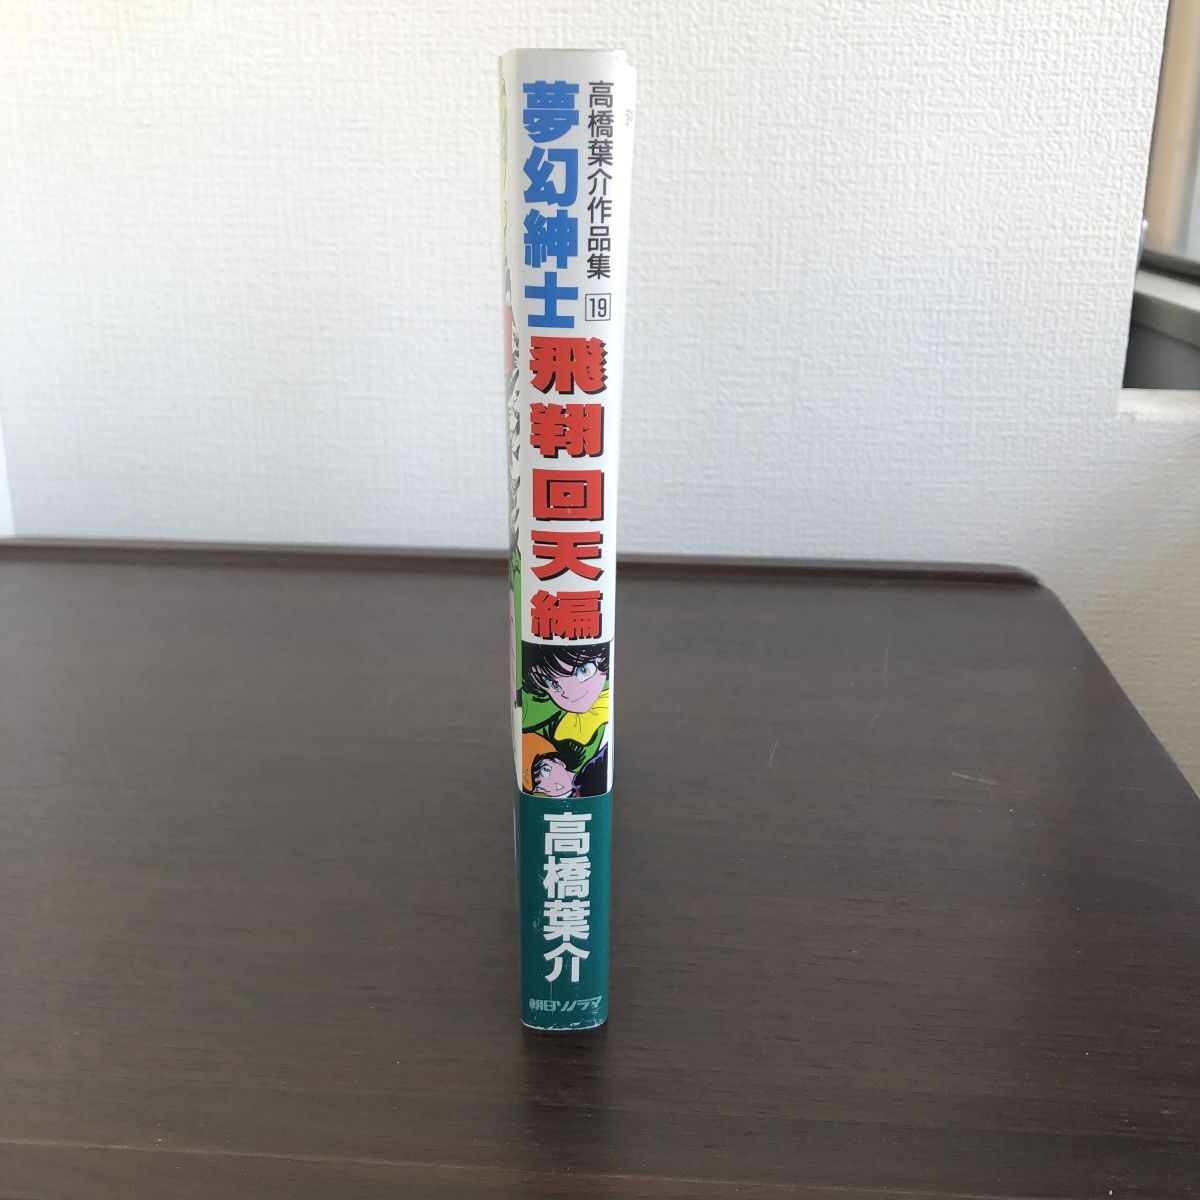 高橋葉介作品集 19
夢幻紳士
飛翔回天編
高橋葉介
朝日ソノラマ